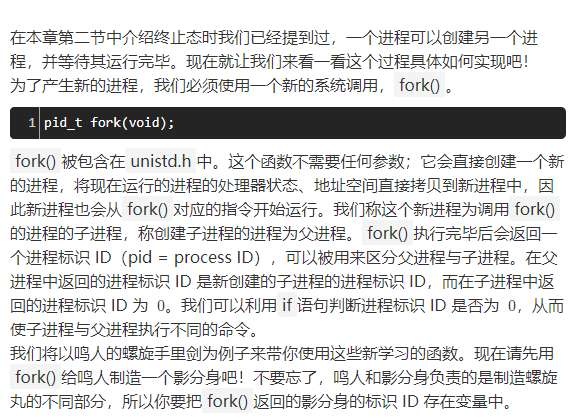 在本章第二节中介绍终止态时我们已经提到过，一个进程可以创建另一个进
程，并等待其运行完毕。现在就让我们来看一看这个过程具体如何实现吧！
为了产生新的进程，我们必须使用一个新的系统调用，fork()。
1 pid_t fork(void);
fork()被包含在 unistd.h 中。这个函数不需要任何参数；它会直接创建一个新
的进程，将现在运行的进程的处理器状态、地址空间直接拷贝到新进程中，因
此新进程也会从 fork() 对应的指令开始运行。我们称这个新进程为调用 fork()
的进程的子进程，称创建子进程的进程为父进程。 fork() 执行完毕后会返回一
个进程标识 ID（pid = process ID），可以被用来区分父进程与子进程。在父
进程中返回的进程标识 ID 是新创建的子进程的进程标识 ID，而在子进程中返
回的进程标识 ID 为 0。我们可以利用 if 语句判断进程标识 ID 是否为 0，从而
使子进程与父进程执行不同的命令。
我们将以鸣人的螺旋手里剑为例子来带你使用这些新学习的函数。现在请先用
fork() 给鸣人制造一个影分身吧！不要忘了，鸣人和影分身负责的是制造螺旋
丸的不同部分，所以你要把 fork() 返回的影分身的标识 ID 存在变量中。